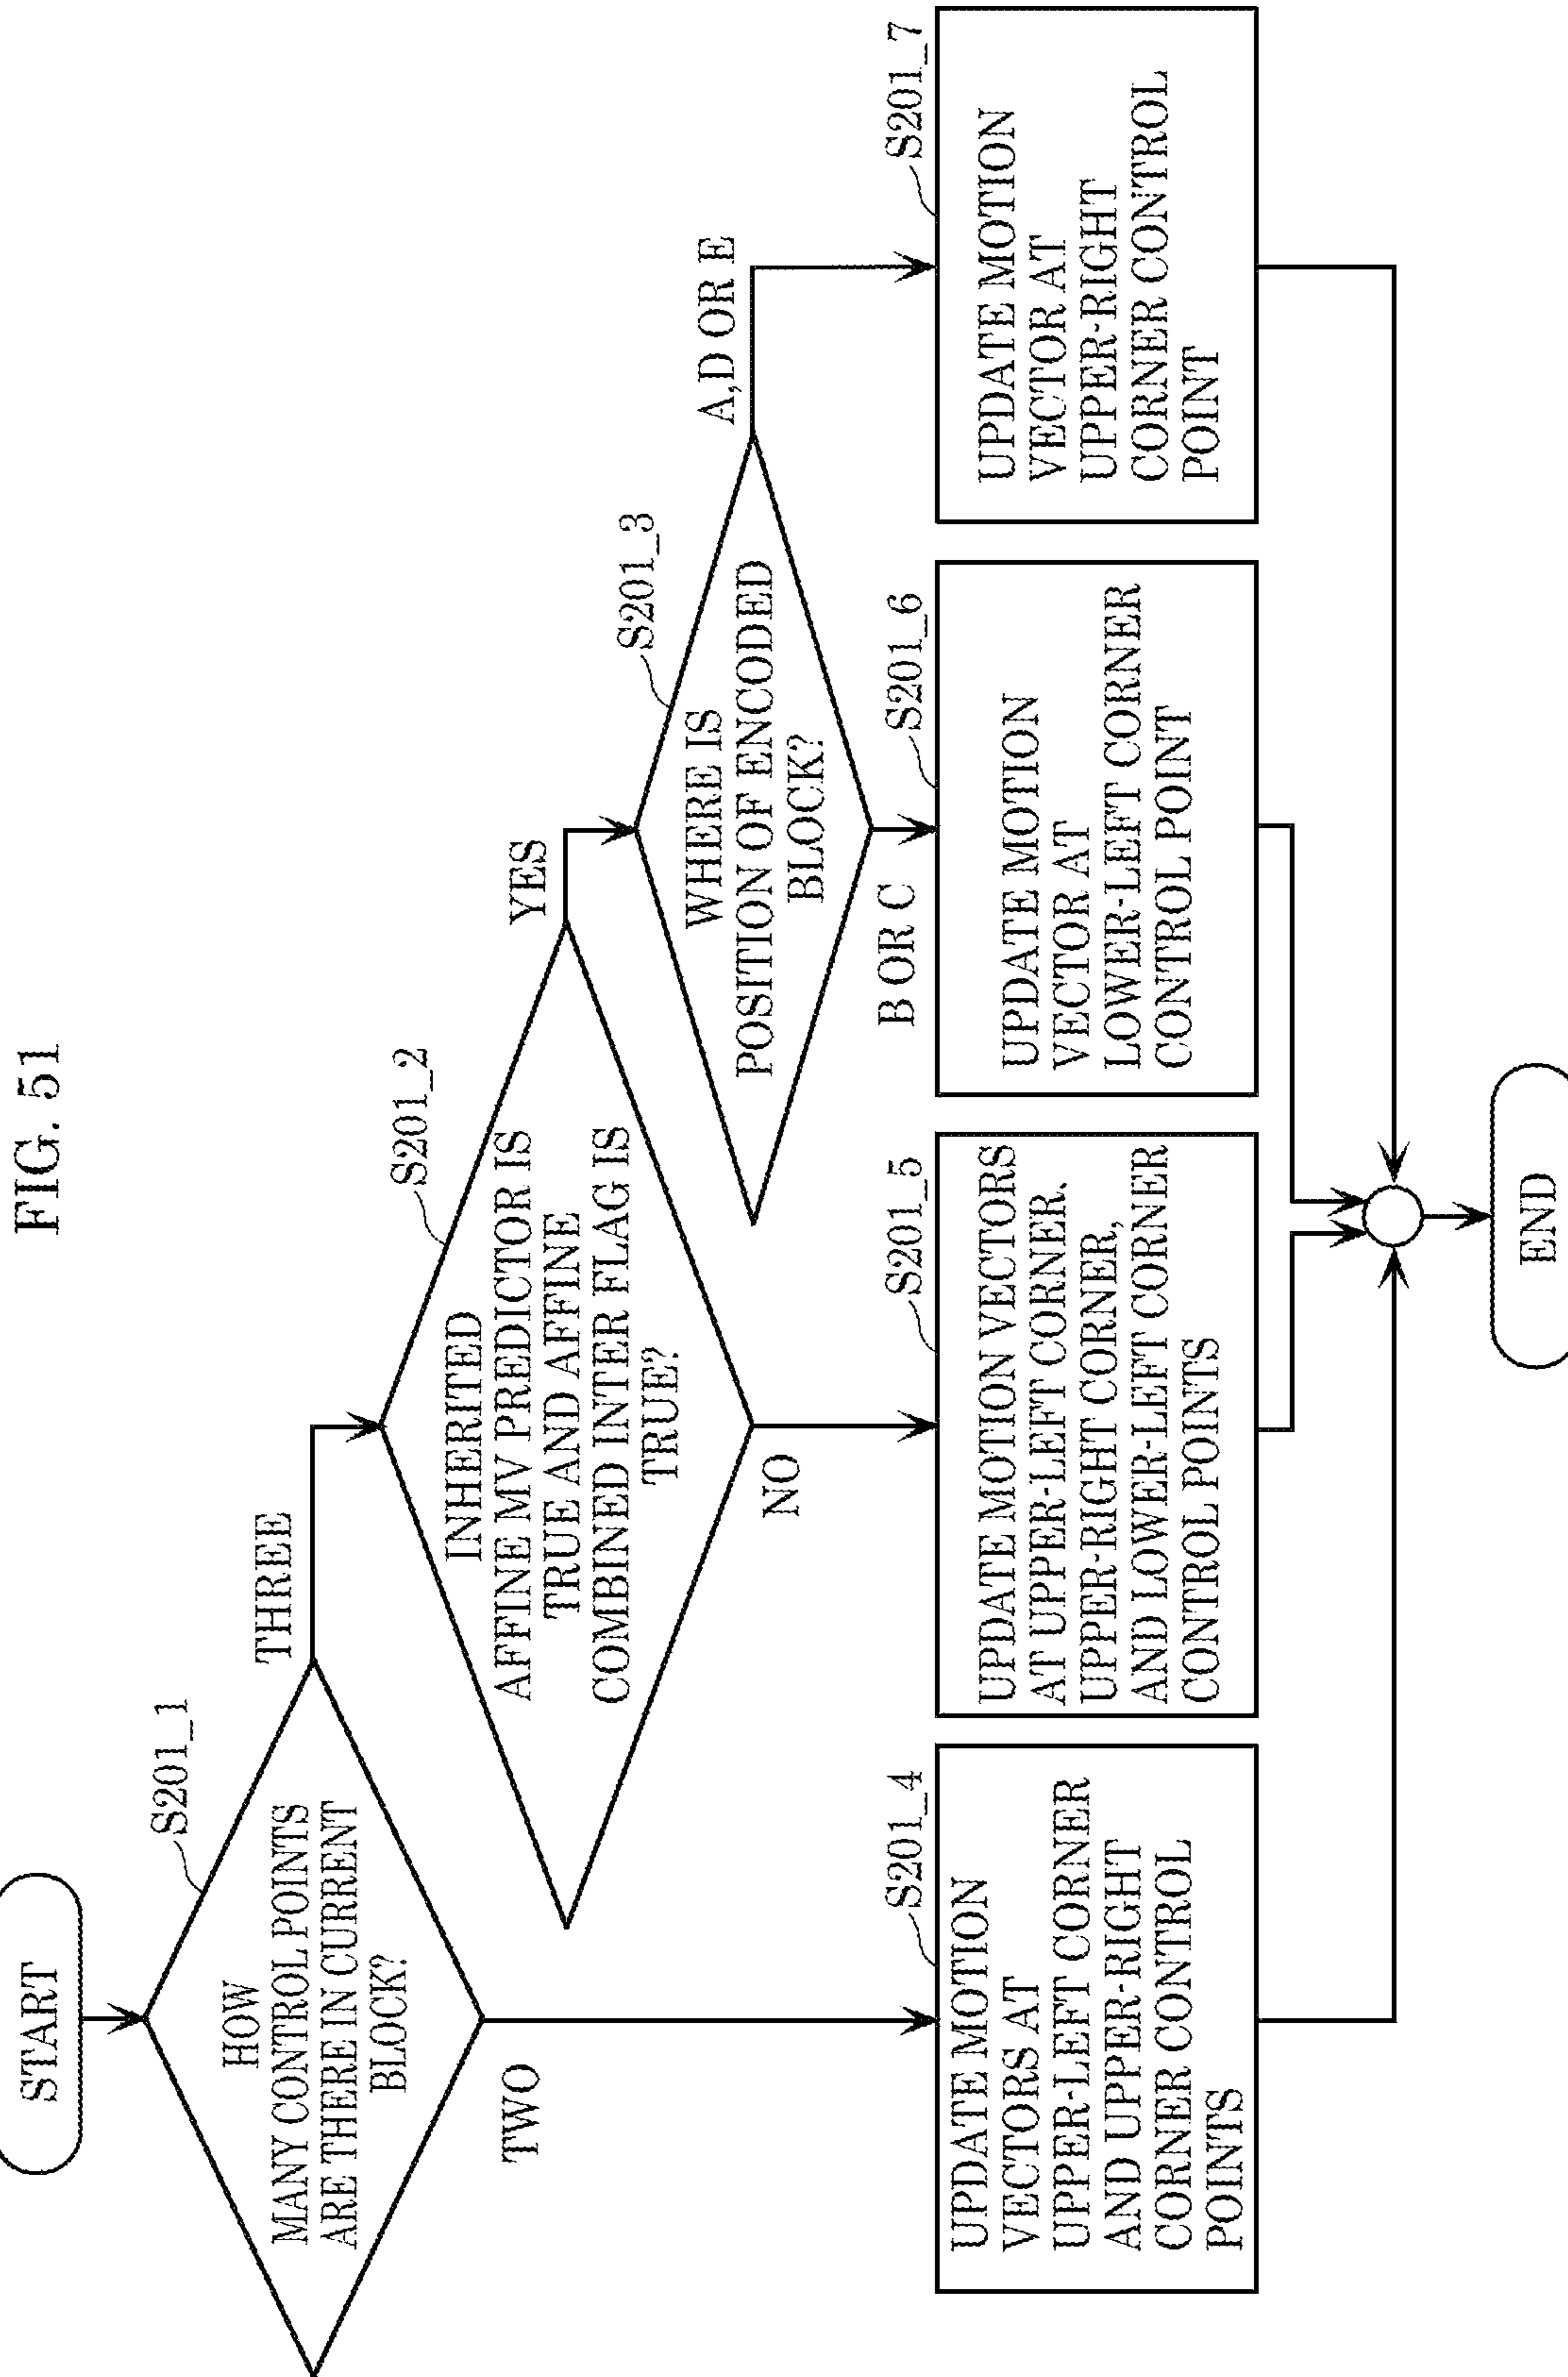 FIG. 51
START
S201_1
HOW
MANY CONTROL POINTS
ARE THERE IN CURRENT
BLOCK?
THREE
TWO
S201_2
INHERITED
AFFINE MV PREDICTOR IS
TRUE AND AFFINE
COMBINED INTER FLAG IS
TRUE?
YES
NO
S201_3
WHERE IS
POSITION OF ENCODED
BLOCK?
A,D OR E
B OR C
S201_4
UPDATE MOTION
VECTORS AT
UPPER-LEFT CORNER
AND UPPER-RIGHT
CORNER CONTROL
POINTS
S201_5
UPDATE MOTION VECTORS
AT UPPER-LEFT CORNER.
UPPER-RIGHT CORNER,
AND LOWER-LEFT CORNER
CONTROL POINTS
S201_6
UPDATE MOTION
VECTOR AT
LOWER-LEFT CORNER
CONTROL POINT
S201_7
UPDATE MOTION
VECTOR AT
UPPER-RIGHT
CORNER CONTROL
POINT
END